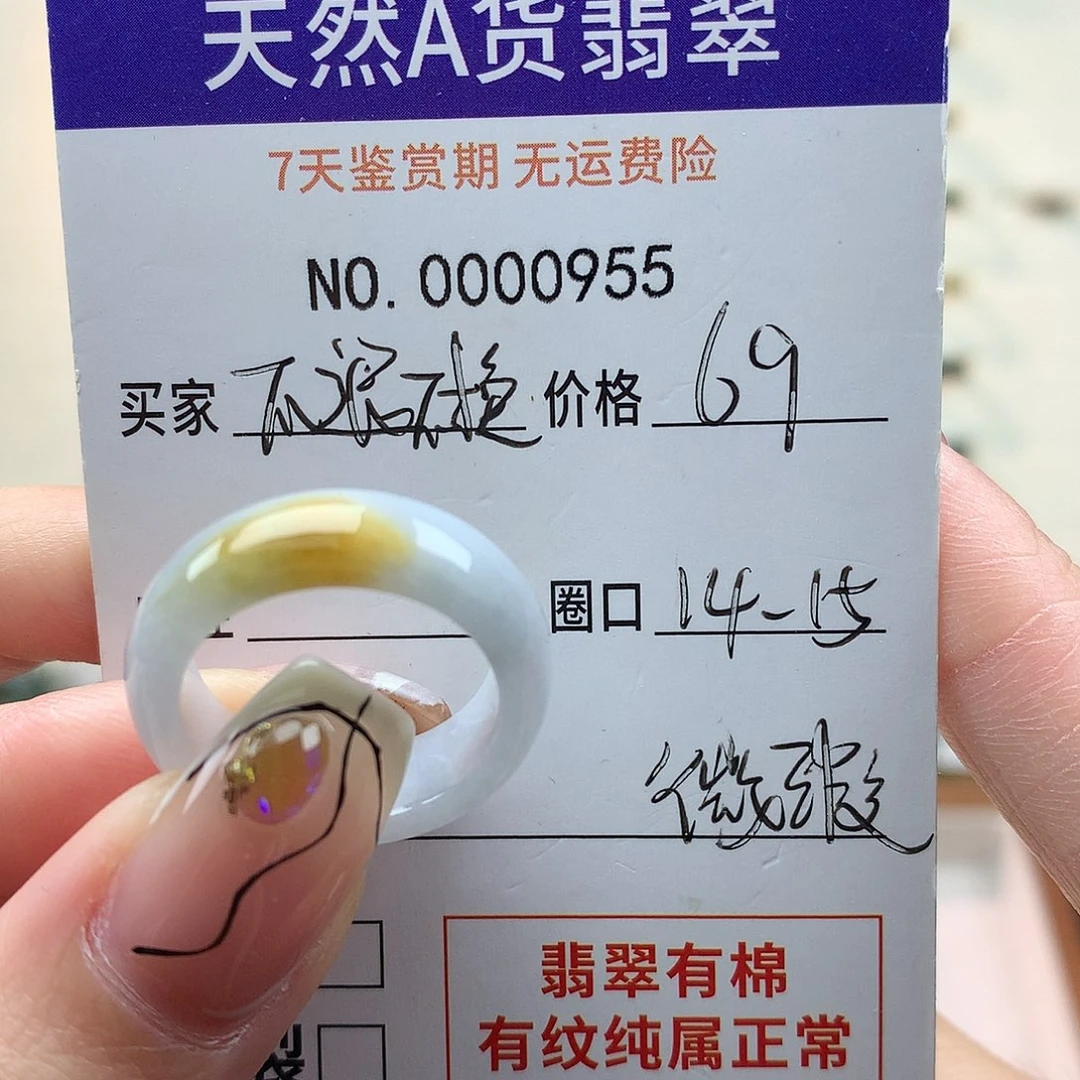 天然A货翡翠
7天鉴赏期 无运费险
NO. 0000955
买家 不退不换 价格 69
圈口 14-15
微瑕
翡翠有棉
有纹纯属正常